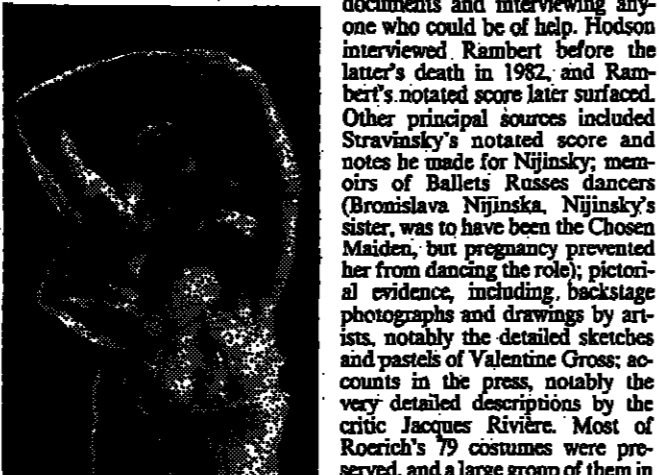 documents and interviewing any-
one who could be of help. Hodson
interviewed Rambert before the
latter's death in 1982, and Ram-
bert's notated score later surfaced.
Other principal sources included
Stravinsky's notated score and
notes he made for Nijinsky; mem-
oirs of Ballets Russes dancers
(Bronislava Nijinska, Nijinsky's
sister, was to have been the Chosen
Maiden, but pregnancy prevented
her from dancing the role); pictori-
al evidence, including, backstage
photographs and drawings by art-
ists, notably the detailed sketches
and pastels of Valentine Gross; ac-
counts in the press, notably the
very detailed descriptions by the
critic Jacques Rivière. Most of
Roerich's 79 costumes were pre-
served, and a large group of them in